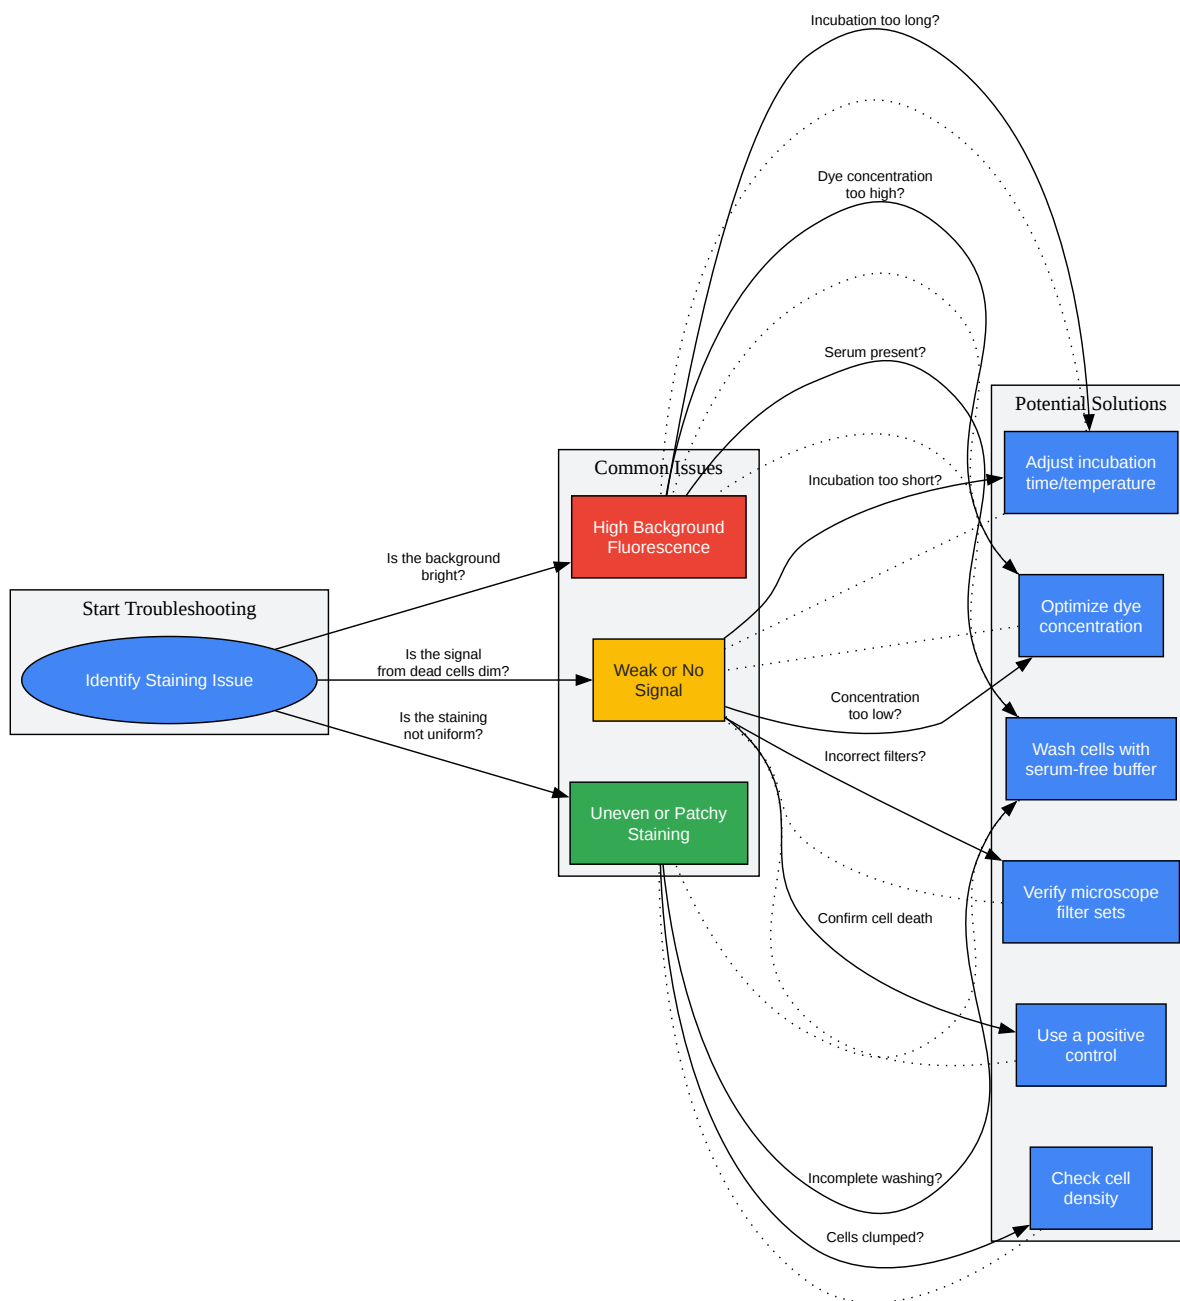 Incubation too long?
Dye concentration
too high?
Serum present?
Potential Solutions
Adjust incubation
time/temperature
Common Issues
Incubation too short?
High Background
Fluorescence
Is the background
bright?
Start Troubleshooting
Optimize dye
concentration
Identify Staining Issue
Is the signal
from dead cells dim?
Weak or No
Signal
Concentration
too low?
Is the staining
not uniform?
Incorrect filters?
Wash cells with
serum-free buffer
Uneven or Patchy
Staining
Verify microscope
filter sets
Confirm cell death
Use a positive
control
Incomplete washing?
Check cell
density
Cells clumped?